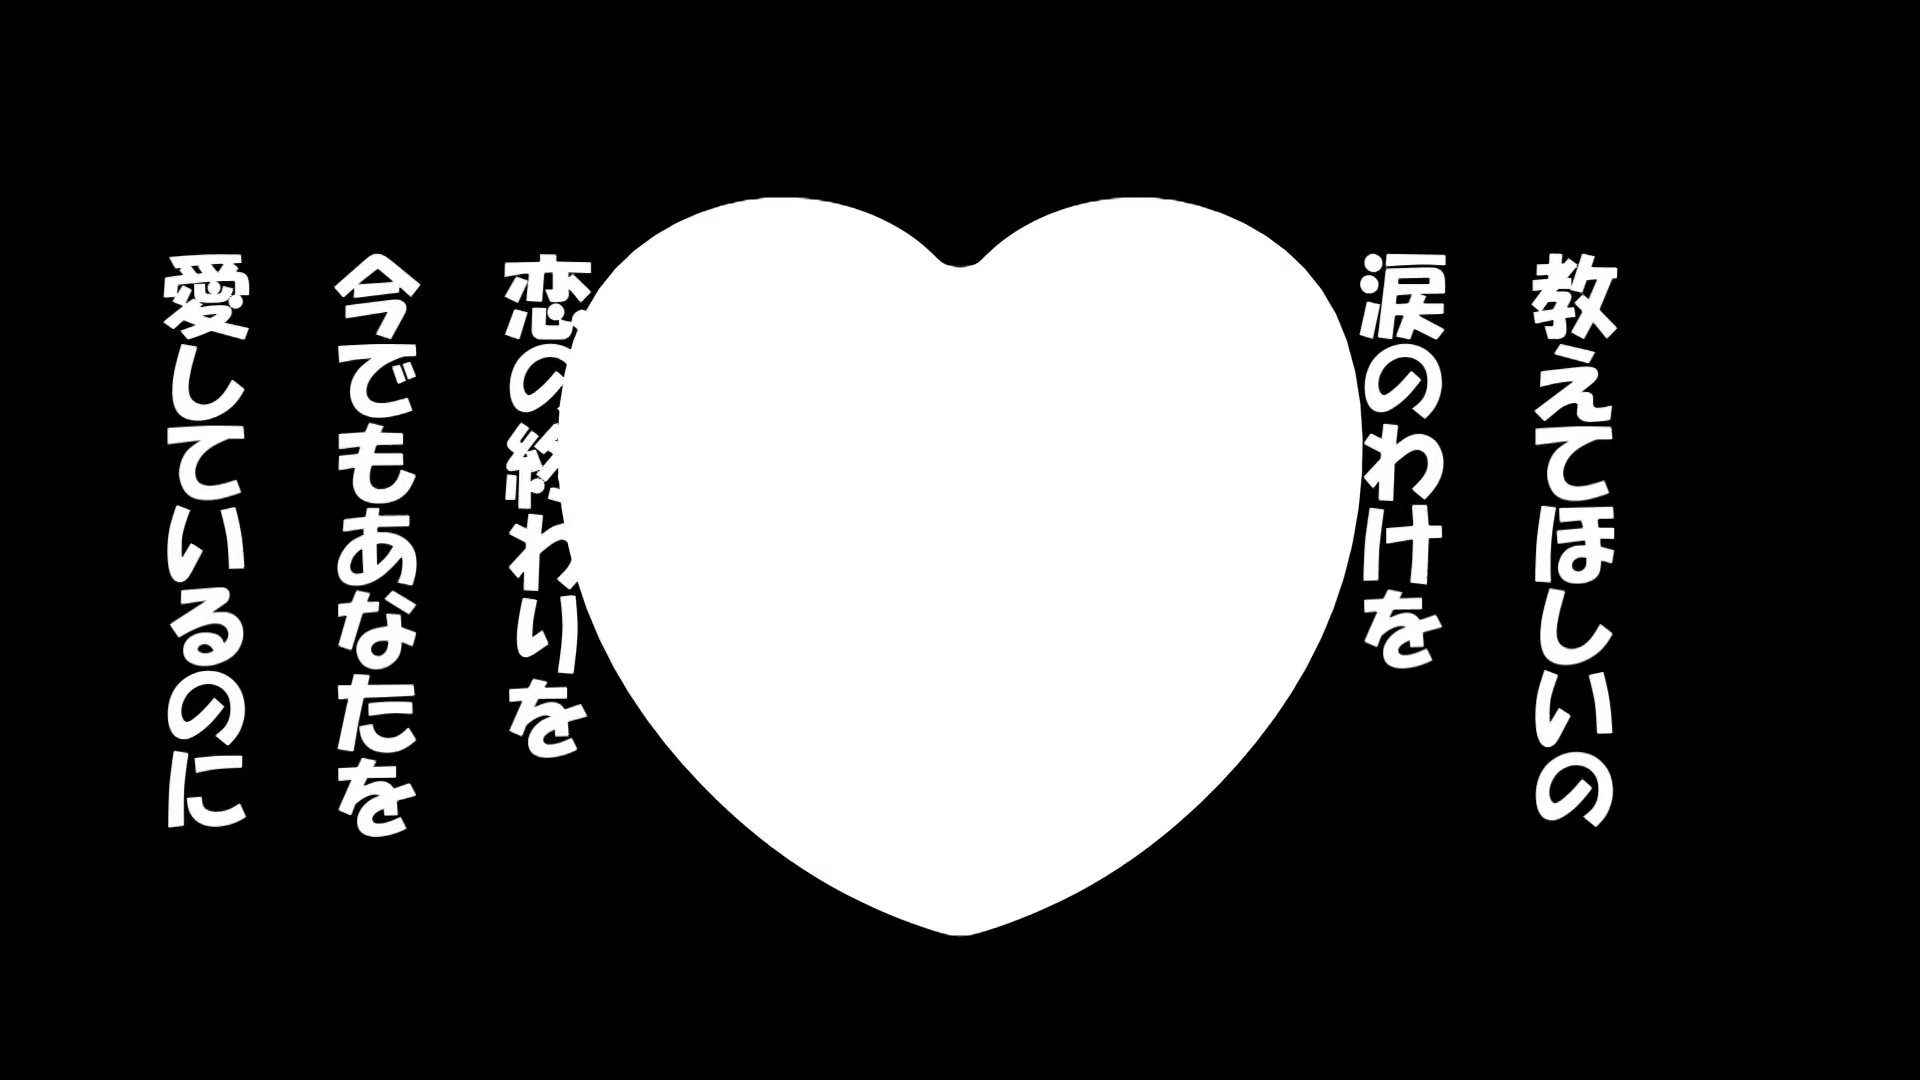 教えてほしいの
涙のわけを
恋の終わりを
今でもあなたを
愛しているのに